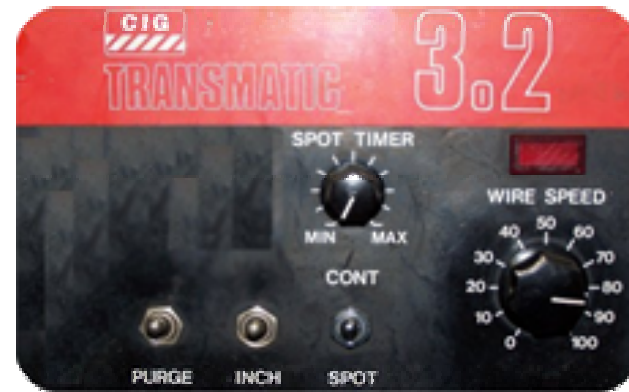 CIG
TRANSMATIC 3.2
SPOT TIMER
MIN MAX
WIRE SPEED
0 10 20 30 40 50 60 70 80 90 100
CONT
PURGE INCH SPOT